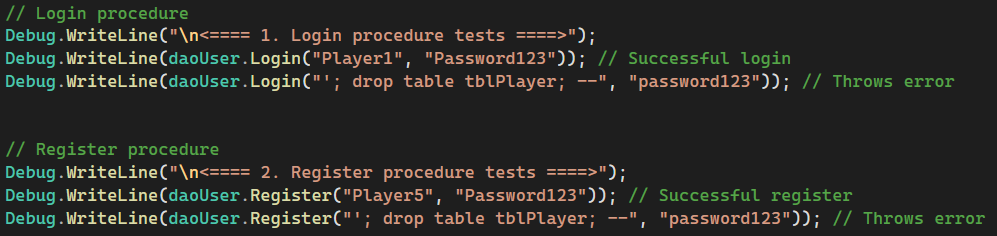 // Login procedure
Debug.WriteLine("\n<==== 1. Login procedure tests ====>");
Debug.WriteLine(daoUser.Login("Player1", "Password123")); // Successful login
Debug.WriteLine(daoUser.Login("'; drop table tblPlayer; --", "password123")); // Throws error
// Register procedure
Debug.WriteLine("\n<==== 2. Register procedure tests ====>");
Debug.WriteLine(daoUser.Register("Player5", "Password123")); // Successful register
Debug.WriteLine(daoUser.Register("'; drop table tblPlayer; --", "password123")); // Throws error